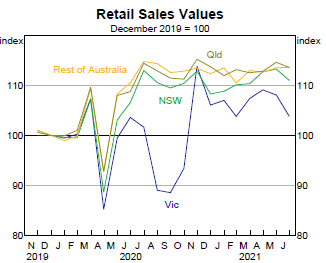 Retail Sales Values
December 2019 = 100
index index
Qld
Rest of Australia
110 110
NSW
100 100
90 90
Vic
80 80
N D J F M A M J J A S O N D J F M A M J
2019 2020 2021